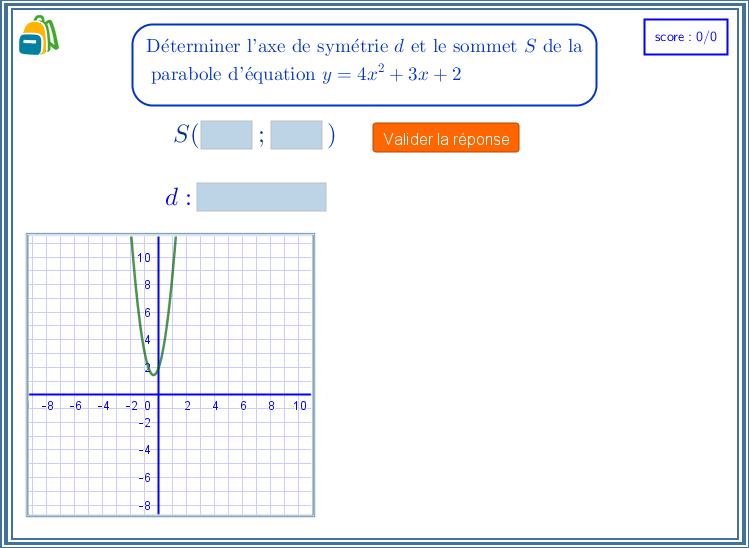 score : 0/0
Déterminer l'axe de symétrie d et le sommet S de la
parabole d'équation y = 4x² + 3x + 2
S( ; )
Valider la réponse
d :
10
8
6
4
2
-8 -6 -4 -2 0 2 4 6 8 10
-2
-4
-6
-8